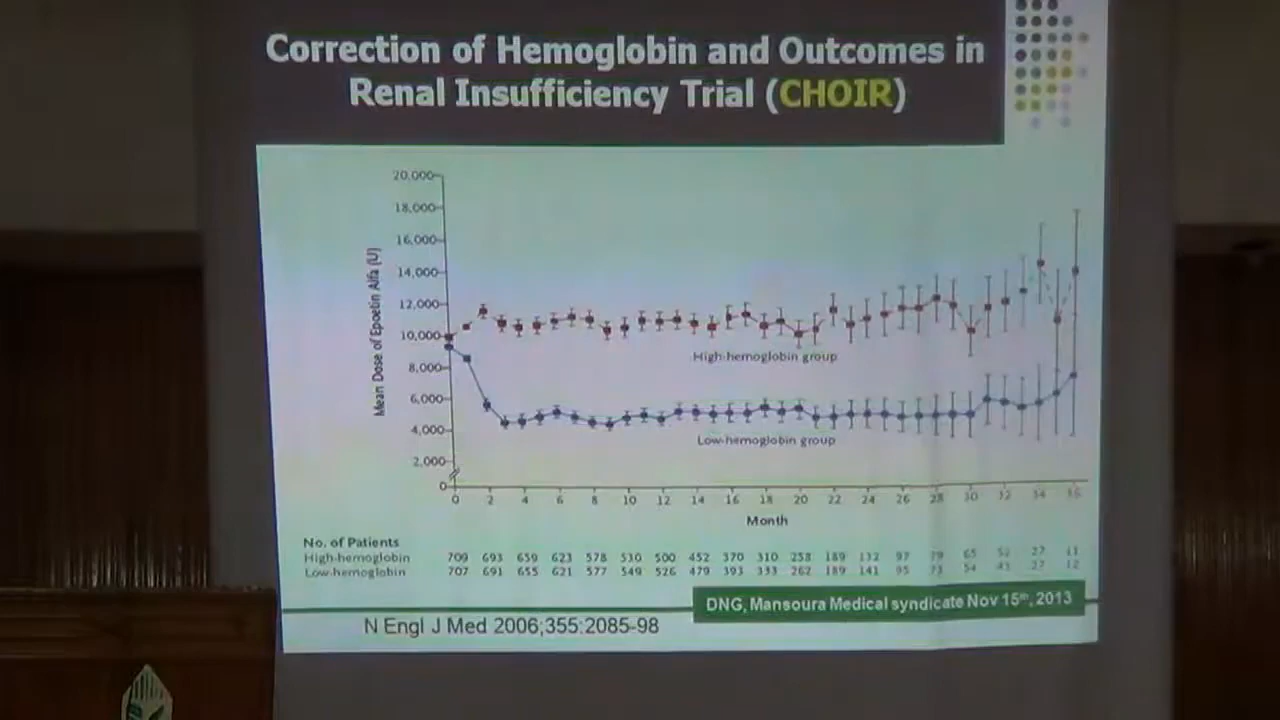 Correction of Hemoglobin and Outcomes in
Renal Insufficiency Trial (CHOIR)
Mean Dose of Epoetin Alfa (U)
20,000
18,000
16,000
14,000
12,000
10,000
8,000
6,000
4,000
2,000
0
High-hemoglobin group
Low-hemoglobin group
0 2 4 6 8 10 12 14 16 18 20 22 24 26 28 30 32 34 36
Month
No. of Patients
High-hemoglobin 709 693 659 623 578 530 500 452 370 310 258 189 132 97 79 65 52 27 11
Low-hemoglobin 707 691 655 621 577 549 526 479 393 333 262 189 141 95 73 54 27 12
DNG, Mansoura Medical syndicate Nov 15th, 2013
N Engl J Med 2006;355:2085-98